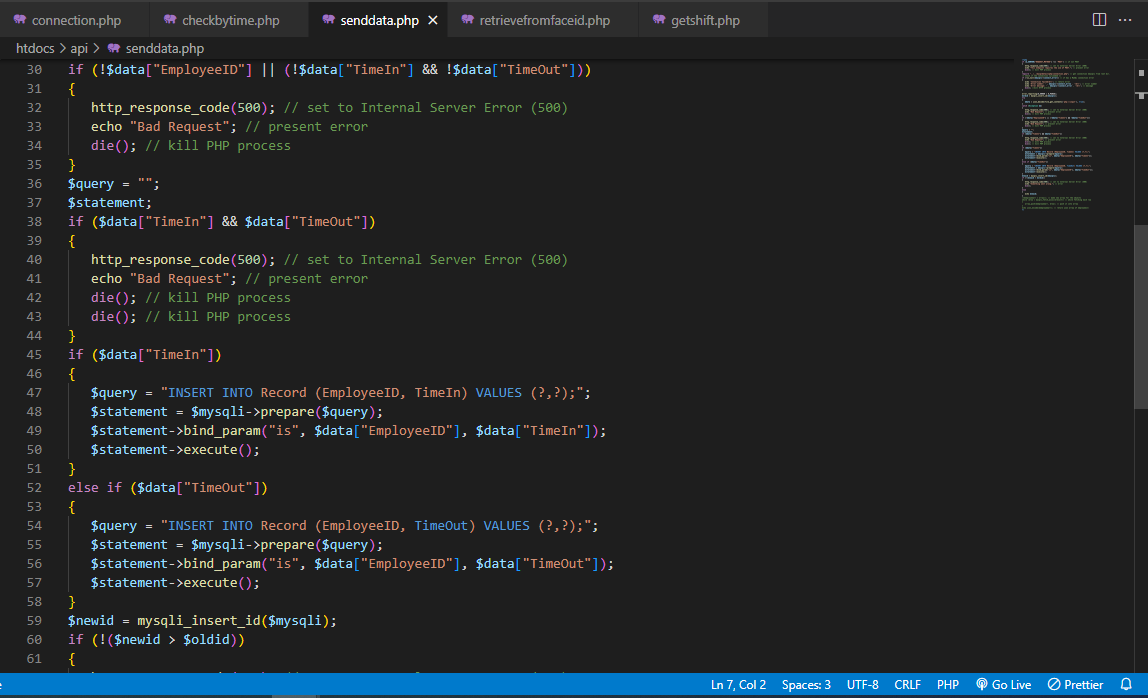 connection.php checkbytime.php senddata.php retrievefromfaceid.php getshift.php
htdocs > api > senddata.php
30 if (!$data["EmployeeID"] || (!$data["TimeIn"] && !$data["TimeOut"]))
31 {
32 http_response_code(500); // set to Internal Server Error (500)
33 echo "Bad Request"; // present error
34 die(); // kill PHP process
35 }
36 $query = "";
37 $statement;
38 if ($data["TimeIn"] && $data["TimeOut"])
39 {
40 http_response_code(500); // set to Internal Server Error (500)
41 echo "Bad Request"; // present error
42 die(); // kill PHP process
43 die(); // kill PHP process
44 }
45 if ($data["TimeIn"])
46 {
47 $query = "INSERT INTO Record (EmployeeID, TimeIn) VALUES (?,?);";
48 $statement = $mysqli->prepare($query);
49 $statement->bind_param("is", $data["EmployeeID"], $data["TimeIn"]);
50 $statement->execute();
51 }
52 else if ($data["TimeOut"])
53 {
54 $query = "INSERT INTO Record (EmployeeID, TimeOut) VALUES (?,?);";
55 $statement = $mysqli->prepare($query);
56 $statement->bind_param("is", $data["EmployeeID"], $data["TimeOut"]);
57 $statement->execute();
58 }
59 $newid = mysqli_insert_id($mysqli);
60 if (!($newid > $oldid))
61 {
Ln 7, Col 2 Spaces: 3 UTF-8 CRLF PHP Go Live Prettier